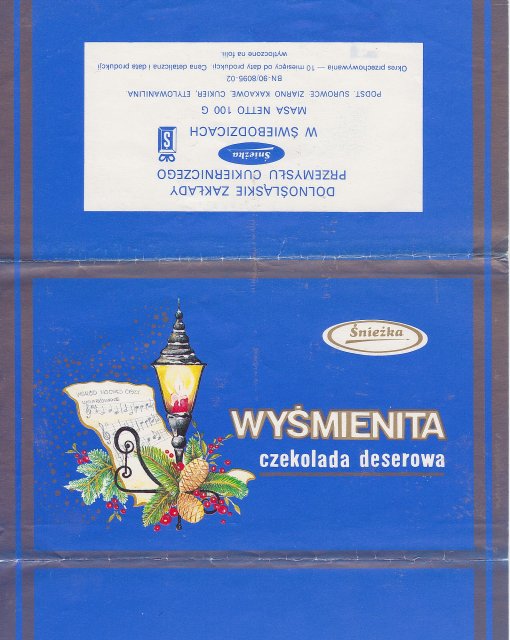 DOLNOŚLĄSKIE ZAKŁADY
PRZEMYSŁU CUKIERNICZEGO
Śnieżka
W ŚWIEBODZICACH
S
MASA NETTO 100 G
PODST. SUROWCE: ZIARNO KAKAOWE, CUKIER, ETYLOWANILINA
BN-90/8096-02
Okres przechowywania — 10 miesięcy od daty produkcji. Cena detaliczna i data produkcji
wytłoczone na folii.
Śnieżka
WYŚMIENITA
czekolada deserowa